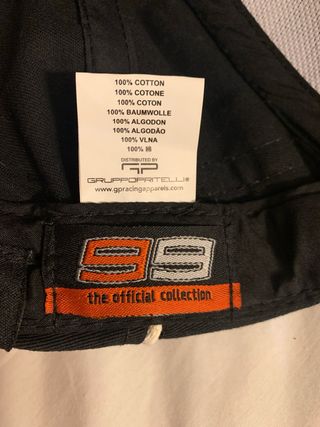 100% COTTON
100% COTONE
100% COTON
100% BAUMWOLLE
100% ALGODON
100% ALGODÃO
100% VLNA
100% 棉
DISTRIBUTED BY
GP
GRUPPOPRITELLI®
www.gpracingapparels.com
99
the official collection